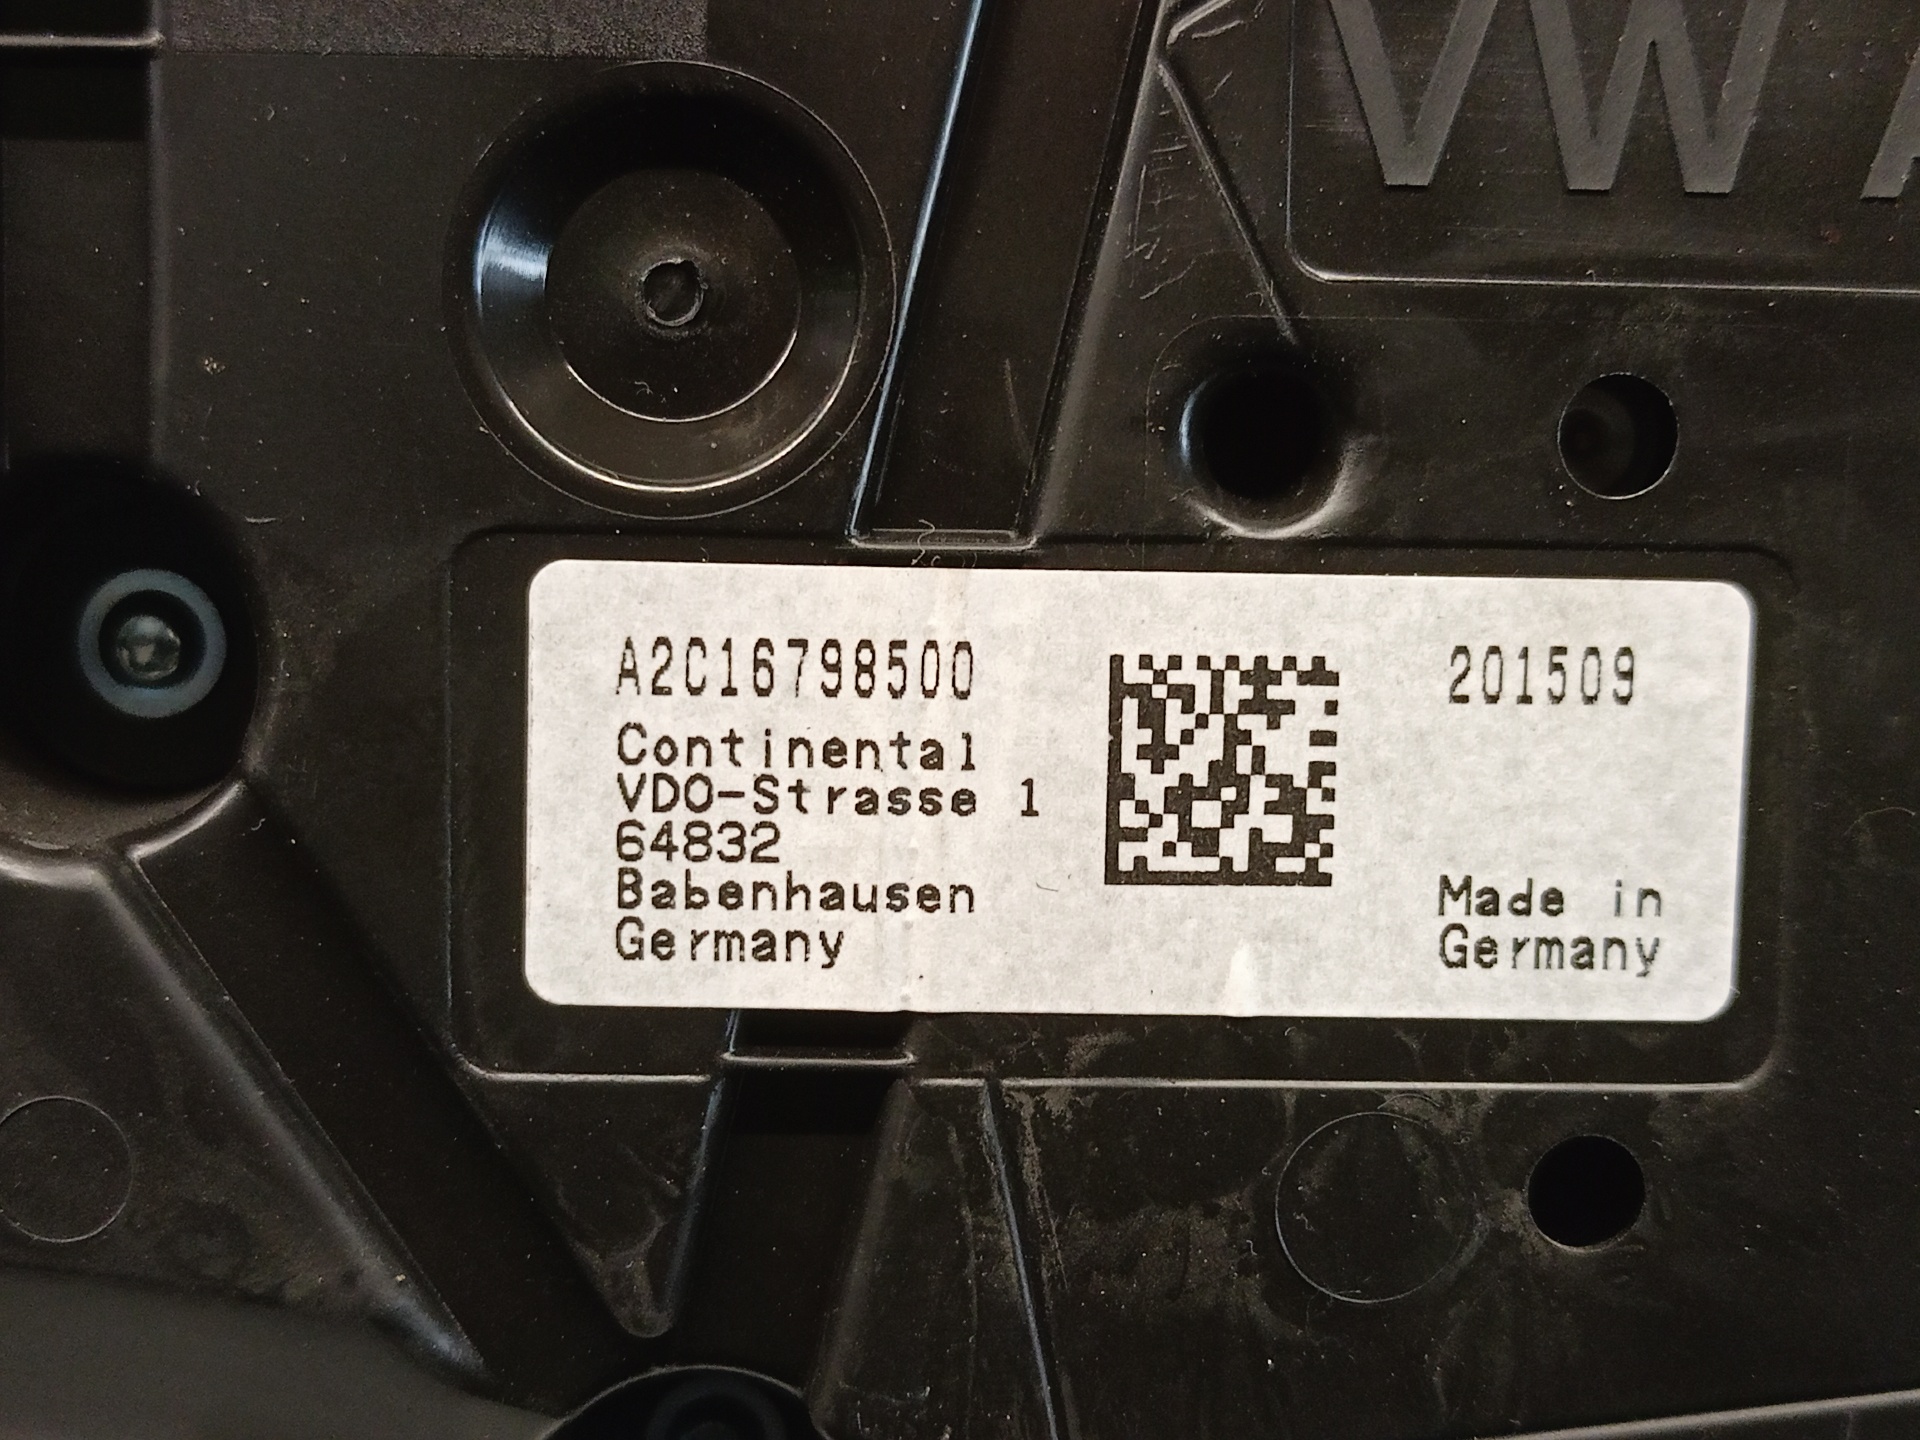 VW A
A2C16798500
Continental
VDO-Strasse 1
64832
Babenhausen
Germany
201509
Made in
Germany